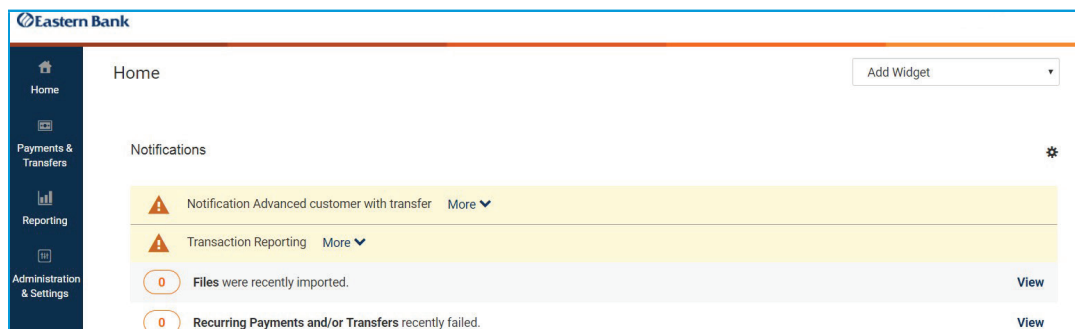 Eastern Bank
Home
Add Widget
Home
Payments &
Transfers
Reporting
Administration
& Settings
Notifications
Notification Advanced customer with transfer More
Transaction Reporting More
0 Files were recently imported. View
0 Recurring Payments and/or Transfers recently failed. View